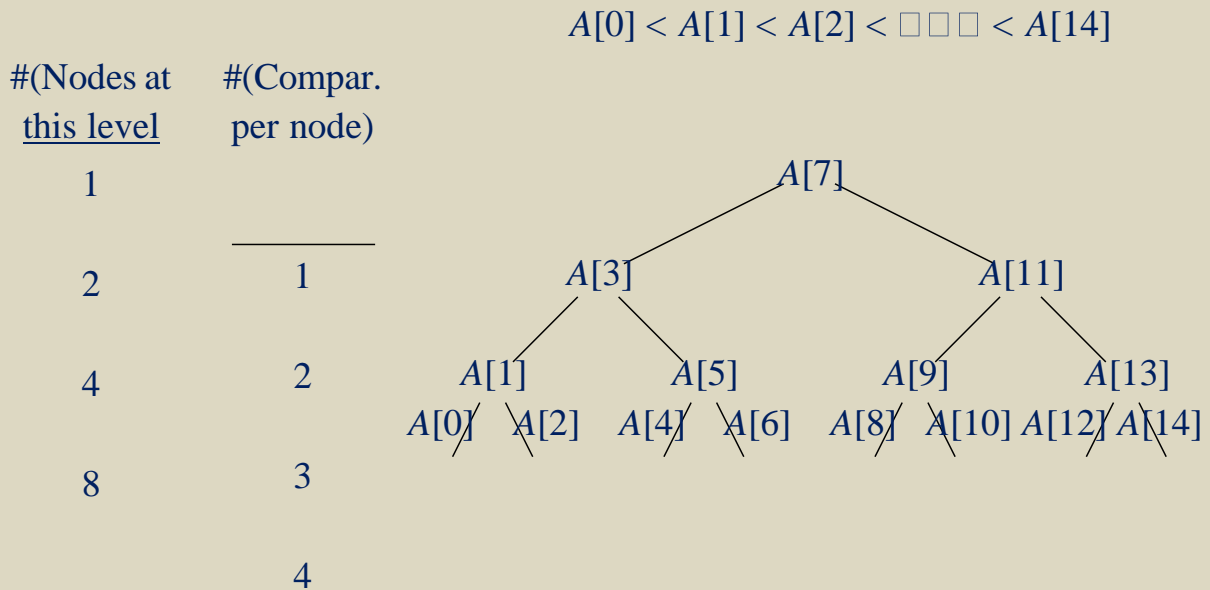 A[0] < A[1] < A[2] < □ □ □ < A[14]
#(Nodes at #(Compar.
this level per node)
1 A[7]
2 1 A[3] A[11]
4 2 A[1] A[5] A[9] A[13]
A[0] A[2] A[4] A[6] A[8] A[10] A[12] A[14]
8 3
4